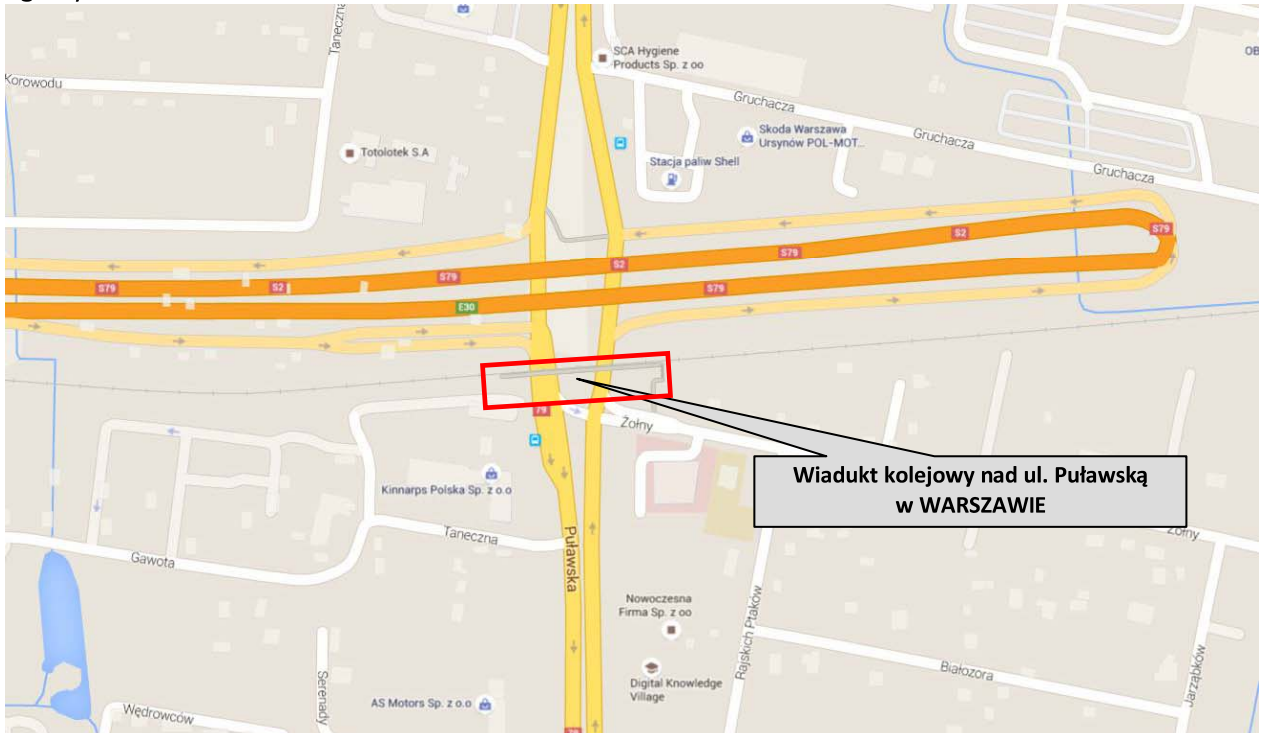 Taneczna
SCA Hygiene
Products Sp. z oo
OB
Korowodu
Gruchacza
Skoda Warszawa
Ursynów POL-MOT...
Gruchacza
Totolotek S.A
Stacja paliw Shell
Gruchacza
S79
S2
S79
S79
S2
S79
S2
S79
E30
79
Żołny
Wiadukt kolejowy nad ul. Puławską
w WARSZAWIE
Kinnarps Polska Sp. z o.o
Żołny
Taneczna
Puławska
Gawota
Nowoczesna
Firma Sp. z oo
Rajskich Ptaków
Białozora
Jarząbków
Digital Knowledge
Village
Serenady
AS Motors Sp. z o.o
Wędrowców
79